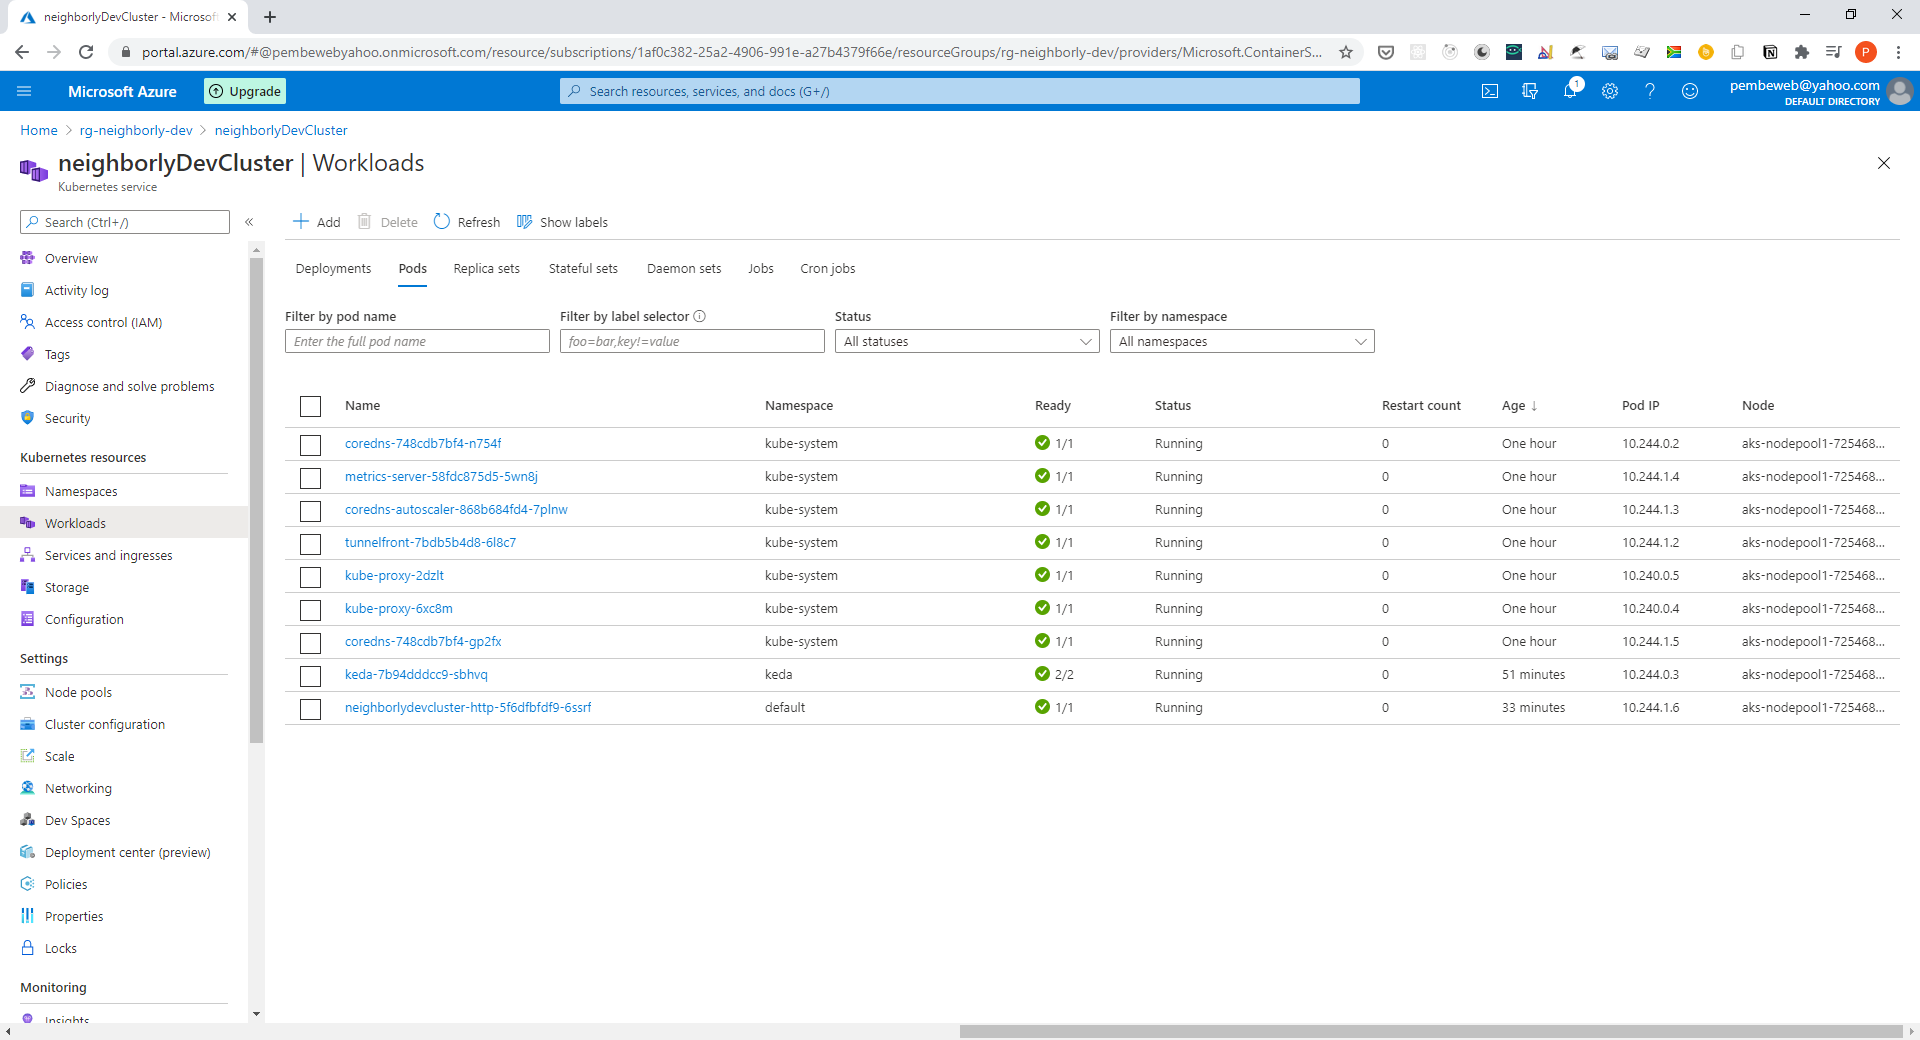 neighborlyDevCluster - Microsof
portal.azure.com/#@pembewebyahoo.onmicrosoft.com/resource/subscriptions/1af0c382-25a2-4906-991e-a27b4379f66e/resourceGroups/rg-neighborly-dev/providers/Microsoft.ContainerS...
P
Microsoft Azure
Upgrade
Search resources, services, and docs (G+/)
1
pembeweb@yahoo.com
DEFAULT DIRECTORY
Home > rg-neighborly-dev > neighborlyDevCluster
neighborlyDevCluster | Workloads
Kubernetes service
Search (Ctrl+/)
«
Add Delete Refresh Show labels
Overview
Activity log
Access control (IAM)
Tags
Diagnose and solve problems
Security
Kubernetes resources
Namespaces
Workloads
Services and ingresses
Storage
Configuration
Settings
Node pools
Cluster configuration
Scale
Networking
Dev Spaces
Deployment center (preview)
Policies
Properties
Locks
Monitoring
Insights
Deployments Pods Replica sets Stateful sets Daemon sets Jobs Cron jobs
Filter by pod name Filter by label selector Status Filter by namespace
Enter the full pod name foo=bar,key!=value All statuses All namespaces
Name Namespace Ready Status Restart count Age ↓ Pod IP Node
coredns-748cdb7bf4-n754f kube-system 1/1 Running 0 One hour 10.244.0.2 aks-nodepool1-725468...
metrics-server-58fdc875d5-5wn8j kube-system 1/1 Running 0 One hour 10.244.1.4 aks-nodepool1-725468...
coredns-autoscaler-868b684fd4-7plnw kube-system 1/1 Running 0 One hour 10.244.1.3 aks-nodepool1-725468...
tunnelfront-7bdb5b4d8-6l8c7 kube-system 1/1 Running 0 One hour 10.244.1.2 aks-nodepool1-725468...
kube-proxy-2dzlt kube-system 1/1 Running 0 One hour 10.240.0.5 aks-nodepool1-725468...
kube-proxy-6xc8m kube-system 1/1 Running 0 One hour 10.240.0.4 aks-nodepool1-725468...
coredns-748cdb7bf4-gp2fx kube-system 1/1 Running 0 One hour 10.244.1.5 aks-nodepool1-725468...
keda-7b94dddcc9-sbhvq keda 2/2 Running 0 51 minutes 10.244.0.3 aks-nodepool1-725468...
neighborlydevcluster-http-5f6dfbfdf9-6ssrf default 1/1 Running 0 33 minutes 10.244.1.6 aks-nodepool1-725468...